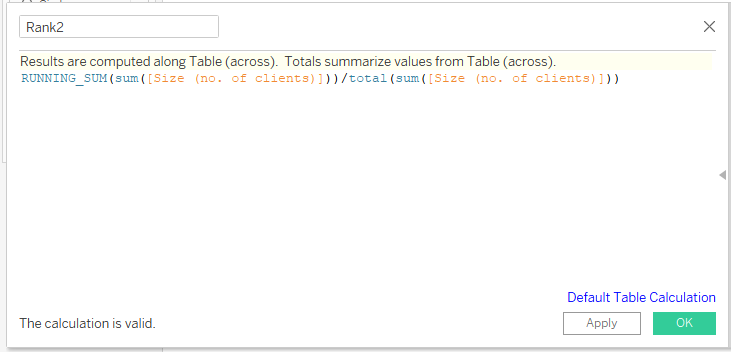 Rank2
Results are computed along Table (across). Totals summarize values from Table (across).
RUNNING_SUM(sum([Size (no. of clients)]))/total(sum([Size (no. of clients)]))
Default Table Calculation
The calculation is valid.
Apply
OK